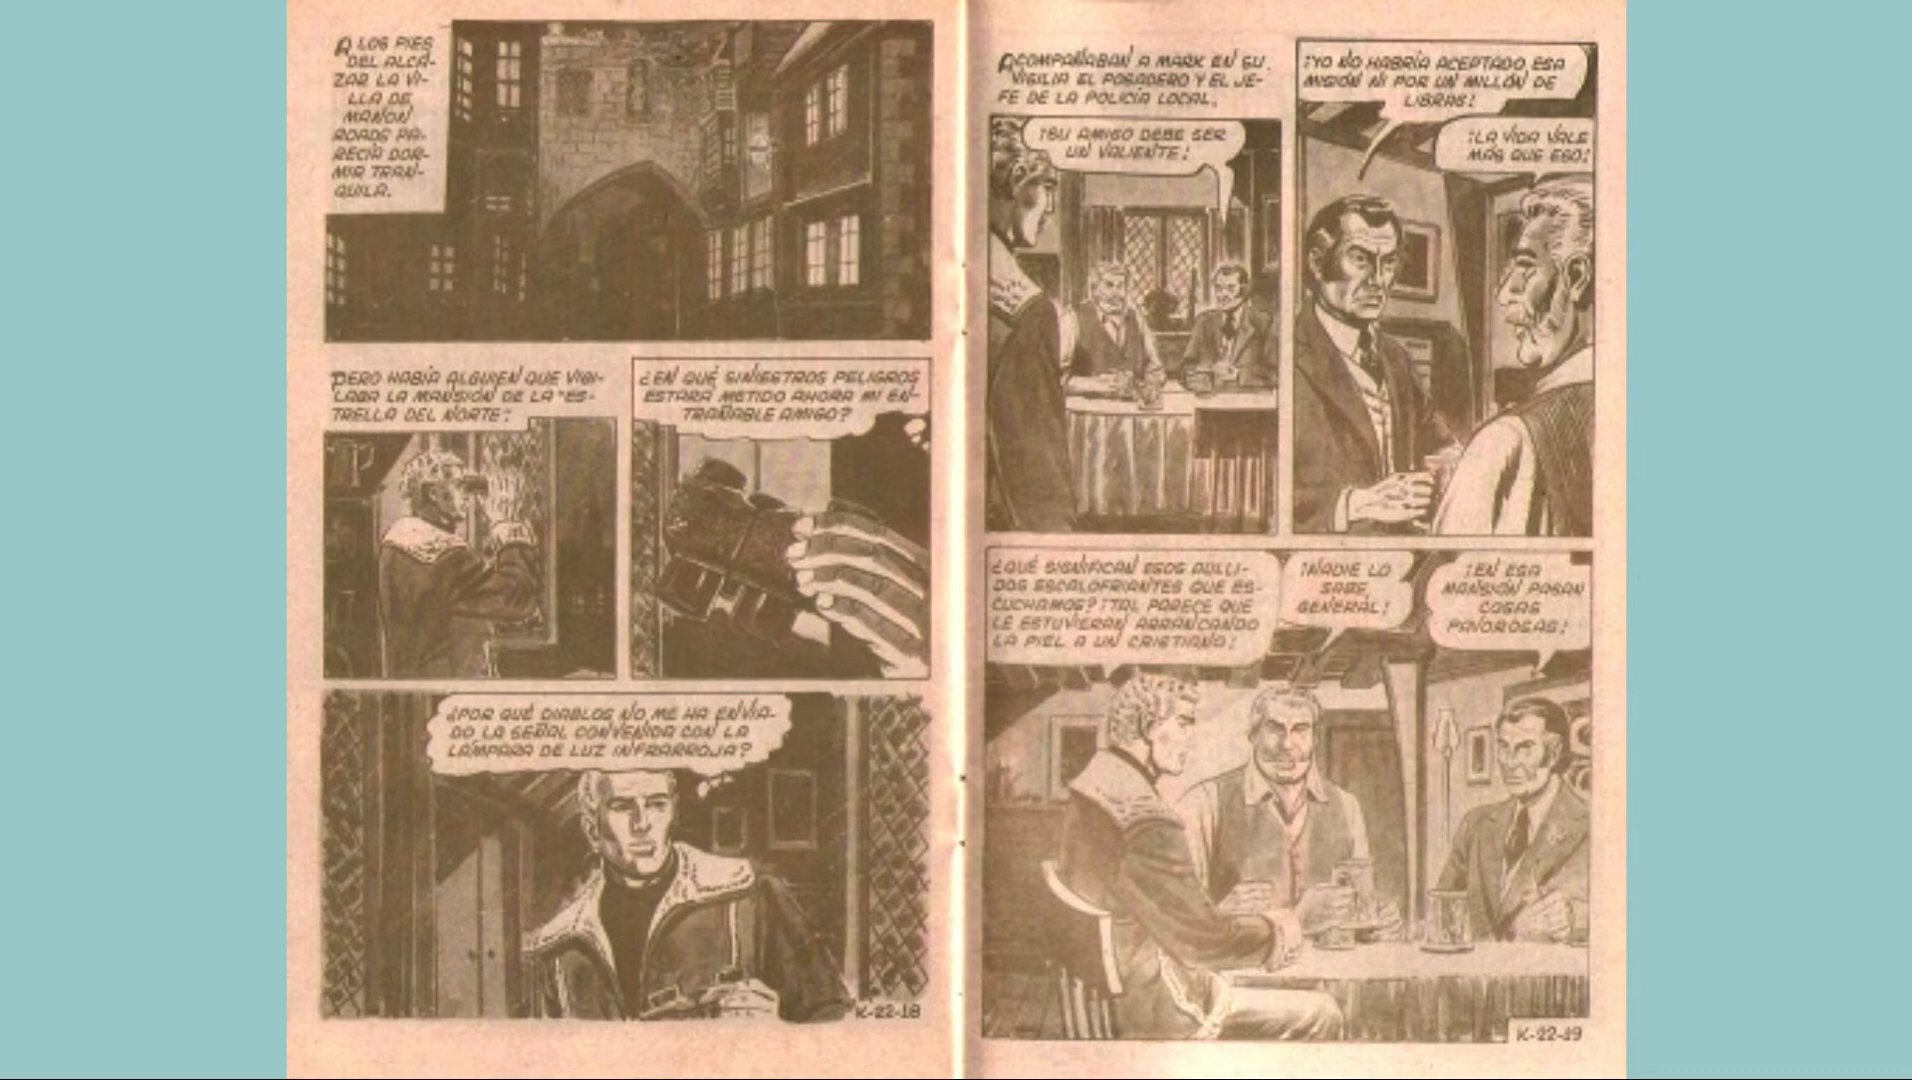 A LOS PIES
DEL ALCÁ-
ZAR LA VI-
LLA DE
MAÑON
ROADS PA-
RECÍA DOR-
MIR TRAN-
QUILA.
PERO HABÍA ALGUIEN QUE VIGI-
LABA LA MANSIÓN DE LA "ES-
TRELLA DEL NORTE":
¿EN QUÉ SINIESTROS PELIGROS
ESTARÁ METIDO AHORA MI EN-
TRAÑABLE AMIGO?
¿POR QUÉ DIABLOS NO ME HA ENVIA-
DO LA SEÑAL CONVENIDA CON LA
LÁMPARA DE LUZ INFRARROJA?
K-22-18
ACOMPAÑABAN A MARK EN SU
VIGILIA EL POSADERO Y EL JE-
FE DE LA POLICÍA LOCAL.
¡SU AMIGO DEBE SER
UN VALIENTE!
¡YO NO HABRÍA ACEPTADO ESA
MISIÓN NI POR UN MILLÓN DE
LIBRAS!
¡LA VIDA VALE
MÁS QUE ESO!
¿QUÉ SIGNIFICAN ESOS AULLI-
DOS ESCALOFRIANTES QUE ES-
CUCHAMOS? ¡TAL PARECE QUE
LE ESTUVIERAN ARRANCANDO
LA PIEL A UN CRISTIANO!
¡NADIE LO
SABE,
GENERAL!
¡EN ESA
MANSIÓN PASAN
COSAS
PAVOROSAS!
K-22-19